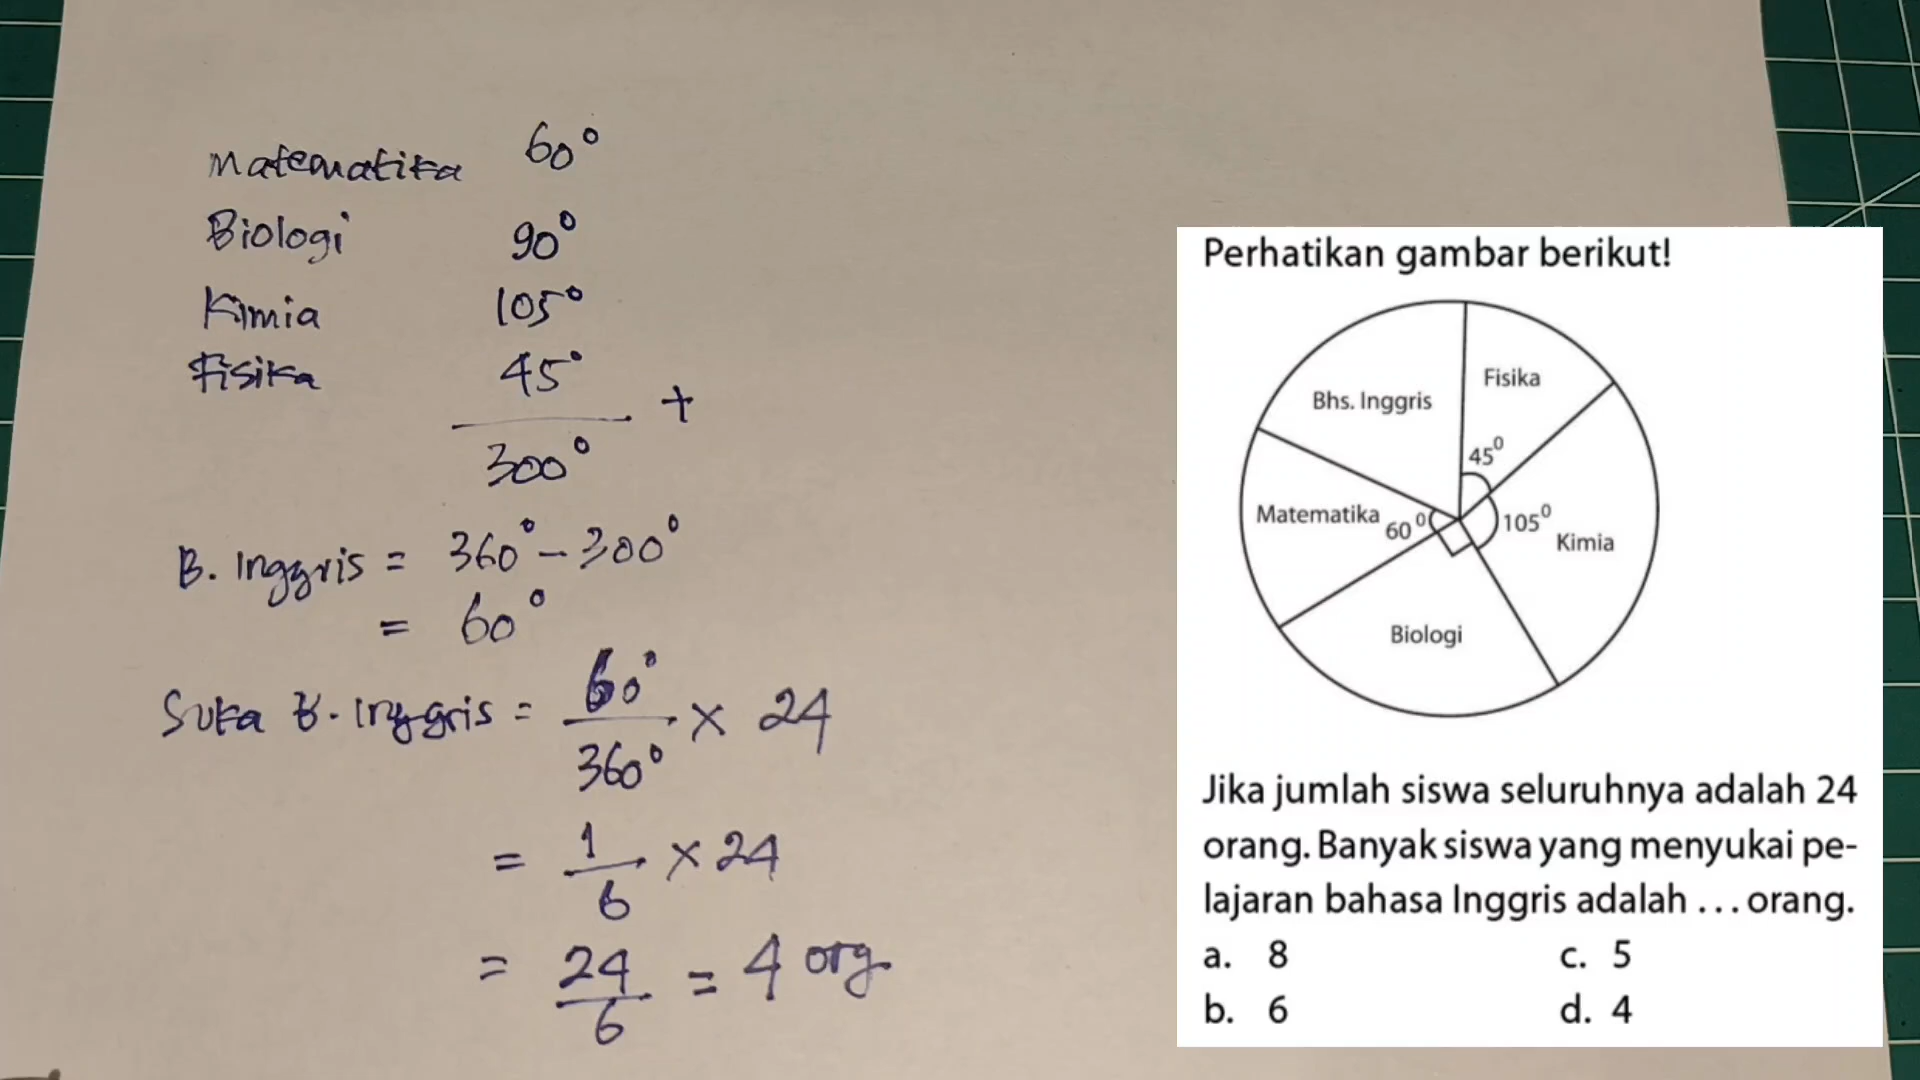 Matematika 60°
Biologi 90°
Kimia 105°
Fisika 45°
+
300°
B. Inggris = 360° - 300°
= 60°
Suka B. Inggris = 60°/360° × 24
= 1/6 × 24
= 24/6 = 4 org
Perhatikan gambar berikut!
Fisika
Bhs. Inggris
45⁰
Matematika 60⁰
105⁰
Kimia
Biologi
Jika jumlah siswa seluruhnya adalah 24
orang. Banyak siswa yang menyukai pe-
lajaran bahasa Inggris adalah . . . orang.
a. 8 c. 5
b. 6 d. 4